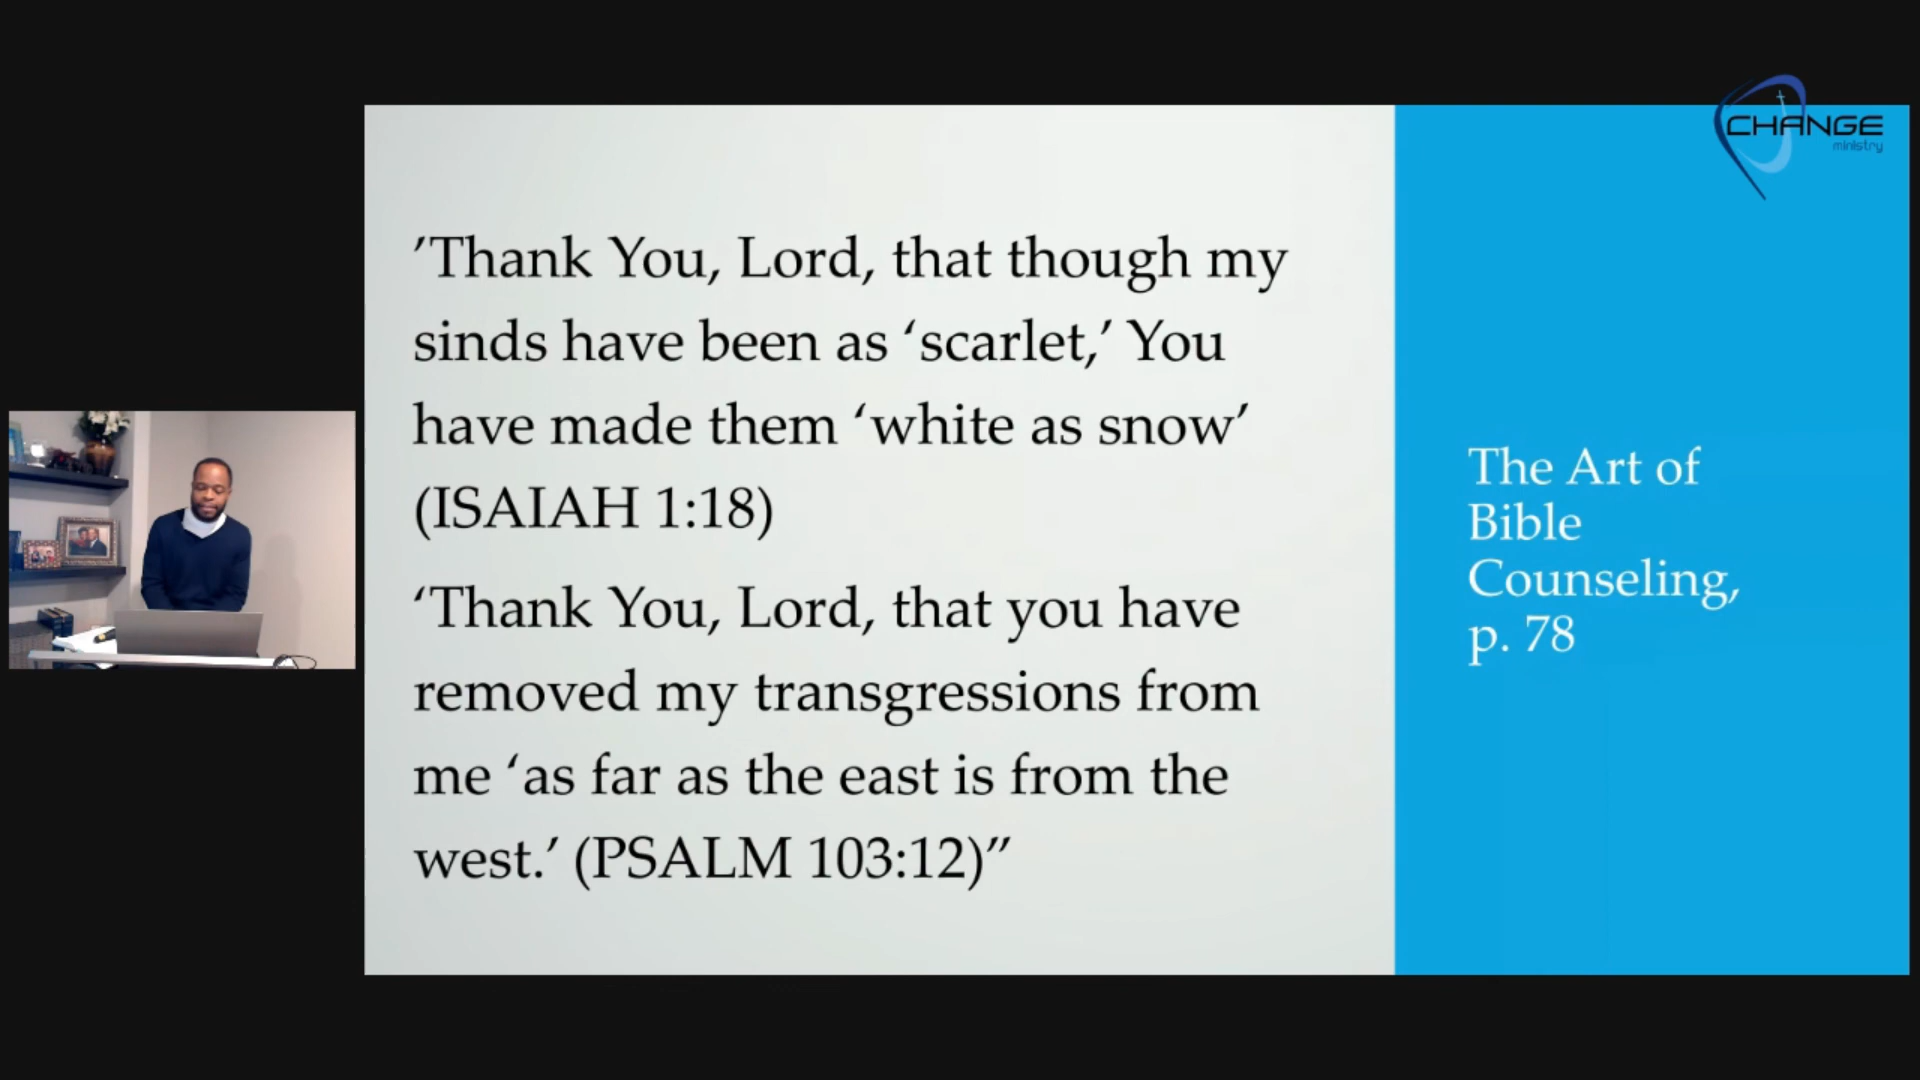 CHANGE
ministry
’Thank You, Lord, that though my
sinds have been as ‘scarlet,’ You
have made them ‘white as snow’
(ISAIAH 1:18)
‘Thank You, Lord, that you have
removed my transgressions from
me ‘as far as the east is from the
west.’ (PSALM 103:12)”
The Art of
Bible
Counseling,
p. 78